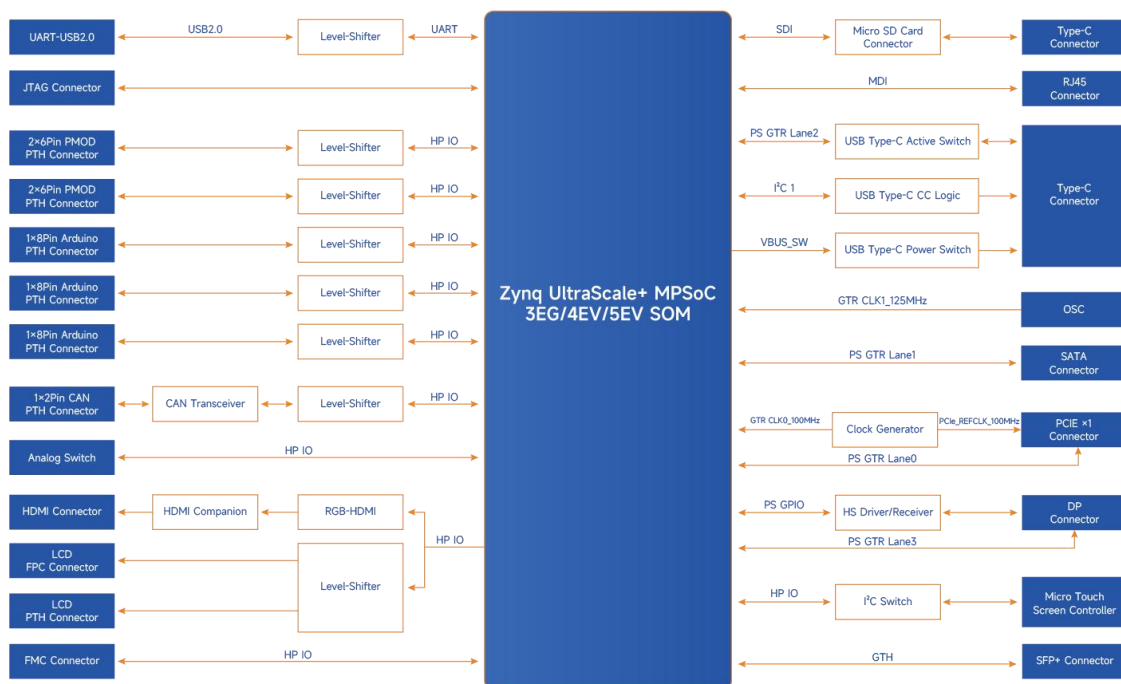 UART-USB2.0
USB2.0
Level-Shifter
UART
JTAG Connector
2×6Pin PMOD
PTH Connector
Level-Shifter
HP IO
2×6Pin PMOD
PTH Connector
Level-Shifter
HP IO
1×8Pin Arduino
PTH Connector
Level-Shifter
HP IO
1×8Pin Arduino
PTH Connector
Level-Shifter
HP IO
1×8Pin Arduino
PTH Connector
Level-Shifter
HP IO
1×2Pin CAN
PTH Connector
CAN Transceiver
Level-Shifter
HP IO
Analog Switch
HP IO
HDMI Connector
HDMI Companion
RGB-HDMI
HP IO
LCD
FPC Connector
Level-Shifter
LCD
PTH Connector
FMC Connector
HP IO
Zynq UltraScale+ MPSoC
3EG/4EV/5EV SOM
SDI
Micro SD Card
Connector
Type-C
Connector
MDI
RJ45
Connector
PS GTR Lane2
USB Type-C Active Switch
I²C 1
USB Type-C CC Logic
Type-C
Connector
VBUS_SW
USB Type-C Power Switch
GTR CLK1_125MHz
OSC
PS GTR Lane1
SATA
Connector
GTR CLK0_100MHz
Clock Generator
PCIe_REFCLK_100MHz
PCIE ×1
Connector
PS GTR Lane0
PS GPIO
HS Driver/Receiver
DP
Connector
PS GTR Lane3
HP IO
I²C Switch
Micro Touch
Screen Controller
GTH
SFP+ Connector